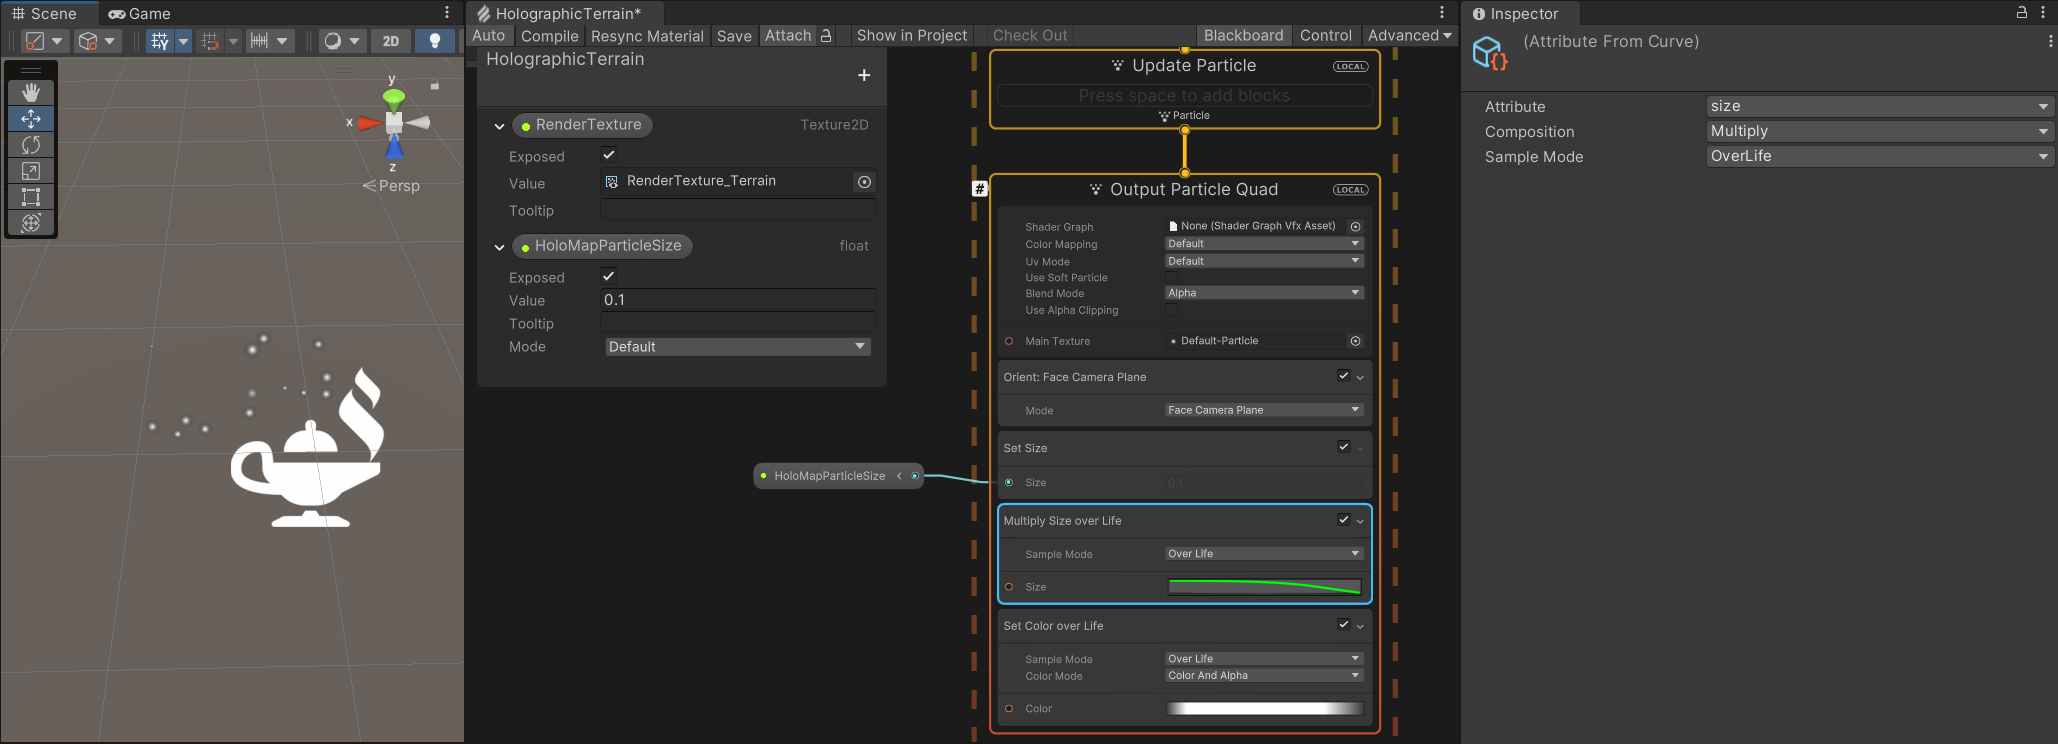 Scene
Game
2D
y
x
z
Persp
HolographicTerrain*
Auto
Compile
Resync Material
Save
Attach
Show in Project
Check Out
Blackboard
Control
Advanced
HolographicTerrain
+
RenderTexture
Texture2D
Exposed
Value
RenderTexture_Terrain
Tooltip
HoloMapParticleSize
float
Exposed
Value
0.1
Tooltip
Mode
Default
HoloMapParticleSize
Update Particle
LOCAL
Press space to add blocks
Particle
#
Output Particle Quad
LOCAL
Shader Graph
None (Shader Graph Vfx Asset)
Color Mapping
Default
Uv Mode
Default
Use Soft Particle
Blend Mode
Alpha
Use Alpha Clipping
Main Texture
Default-Particle
Orient: Face Camera Plane
Mode
Face Camera Plane
Set Size
Size
0.1
Multiply Size over Life
Sample Mode
Over Life
Size
Set Color over Life
Sample Mode
Over Life
Color Mode
Color And Alpha
Color
Inspector
(Attribute From Curve)
Attribute
size
Composition
Multiply
Sample Mode
OverLife